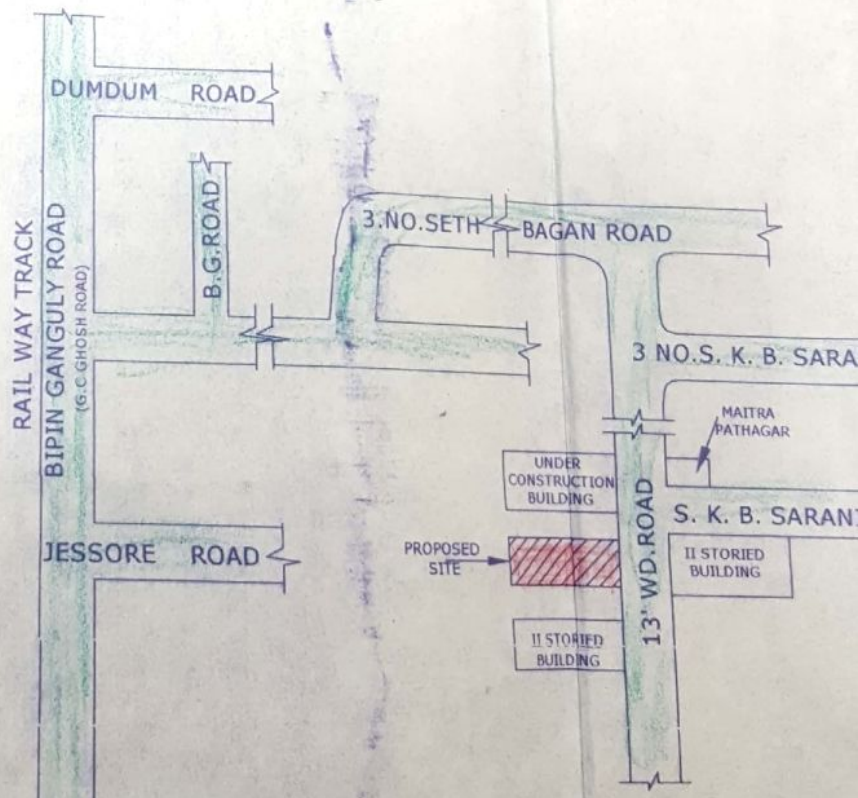 DUMDUM ROAD
RAIL WAY TRACK
BIPIN GANGULY ROAD
(G.C GHOSH ROAD)
B.G.ROAD
3.NO.SETH BAGAN ROAD
3 NO.S. K. B. SARA
MAITRA
PATHAGAR
UNDER
CONSTRUCTION
BUILDING
S. K. B. SARANI
JESSORE ROAD
PROPOSED
SITE
13' WD.ROAD
II STORIED
BUILDING
II STORIED
BUILDING